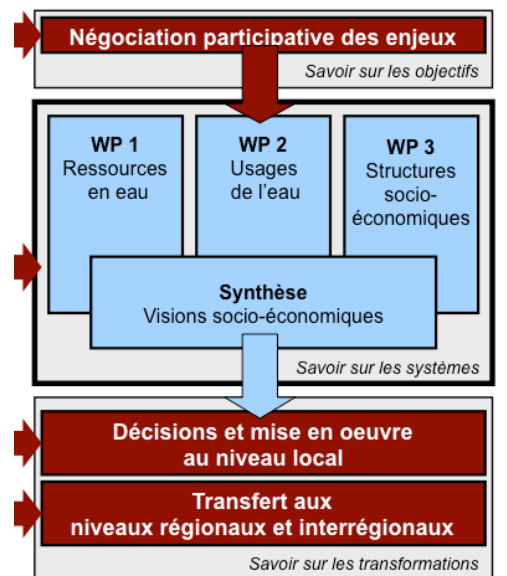 Négociation participative des enjeux
Savoir sur les objectifs
WP 1
Ressources
en eau
WP 2
Usages
de l'eau
WP 3
Structures
socio-
économiques
Synthèse
Visions socio-économiques
Savoir sur les systèmes
Décisions et mise en oeuvre
au niveau local
Transfert aux
niveaux régionaux et interrégionaux
Savoir sur les transformations